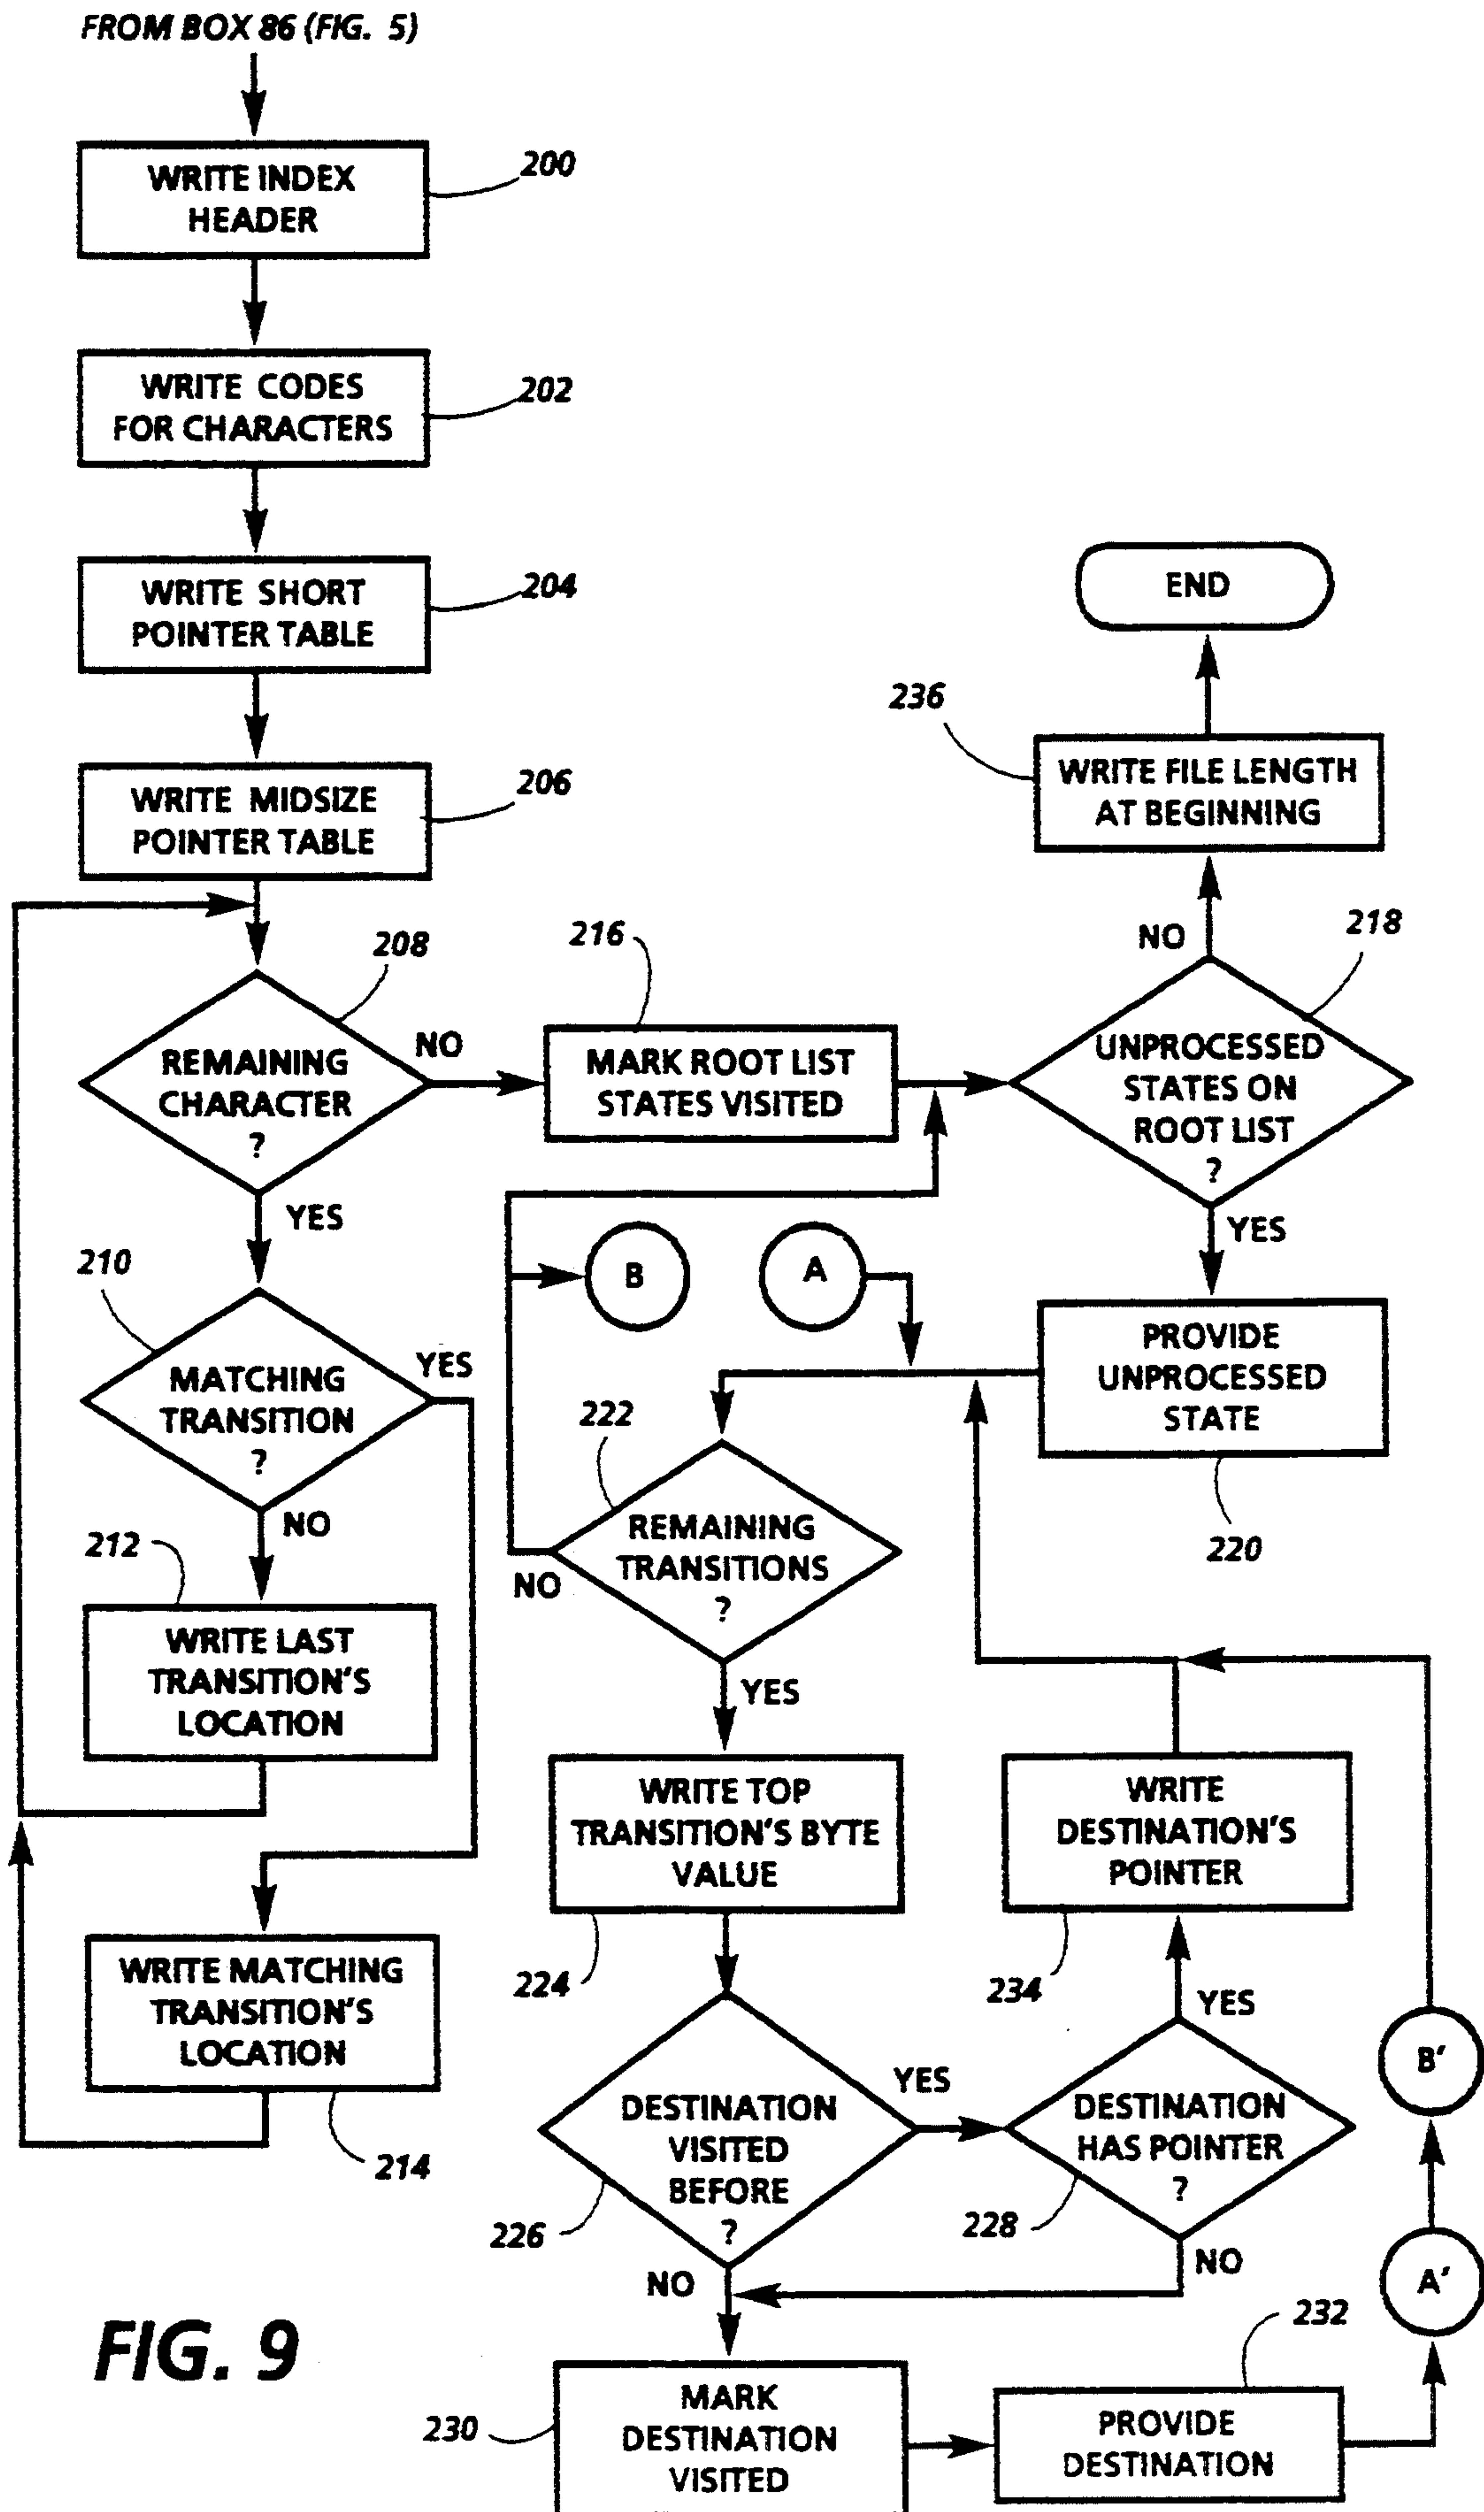 FROM BOX 86 (FIG. 5)
WRITE INDEX
HEADER
200
WRITE CODES
FOR CHARACTERS
202
WRITE SHORT
POINTER TABLE
204
WRITE MIDSIZE
POINTER TABLE
206
REMAINING
CHARACTER
?
208
NO
YES
MATCHING
TRANSITION
?
210
YES
NO
WRITE LAST
TRANSITION'S
LOCATION
212
WRITE MATCHING
TRANSITION'S
LOCATION
214
MARK ROOT LIST
STATES VISITED
216
END
236
WRITE FILE LENGTH
AT BEGINNING
NO
218
UNPROCESSED
STATES ON
ROOT LIST
?
YES
B
A
PROVIDE
UNPROCESSED
STATE
220
222
REMAINING
TRANSITIONS
?
NO
YES
WRITE TOP
TRANSITION'S BYTE
VALUE
224
WRITE
DESTINATION'S
POINTER
234
YES
DESTINATION
VISITED
BEFORE
?
226
YES
NO
DESTINATION
HAS POINTER
?
228
NO
B'
A'
MARK
DESTINATION
VISITED
230
PROVIDE
DESTINATION
232
FIG. 9